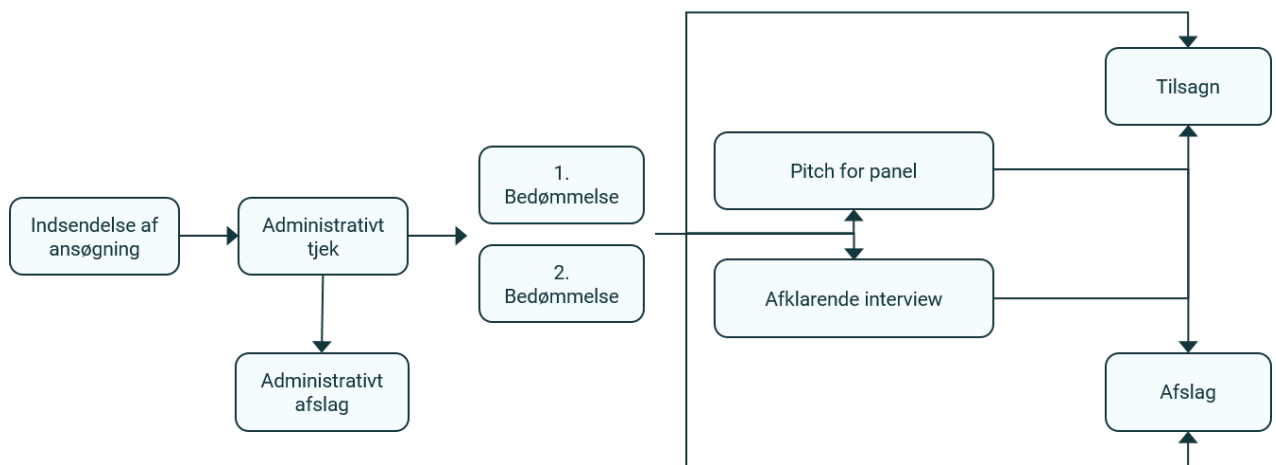 Indsendelse af
ansøgning
Administrativt
tjek
Administrativt
afslag
1.
Bedømmelse
2.
Bedømmelse
Pitch for panel
Afklarende interview
Tilsagn
Afslag